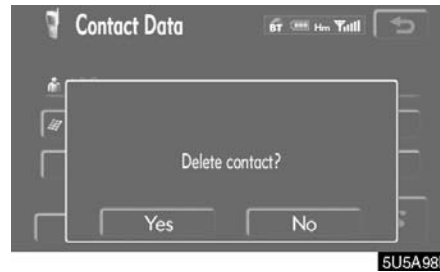 Contact Data
BT Hm
Delete contact?
Yes No
5U5A98